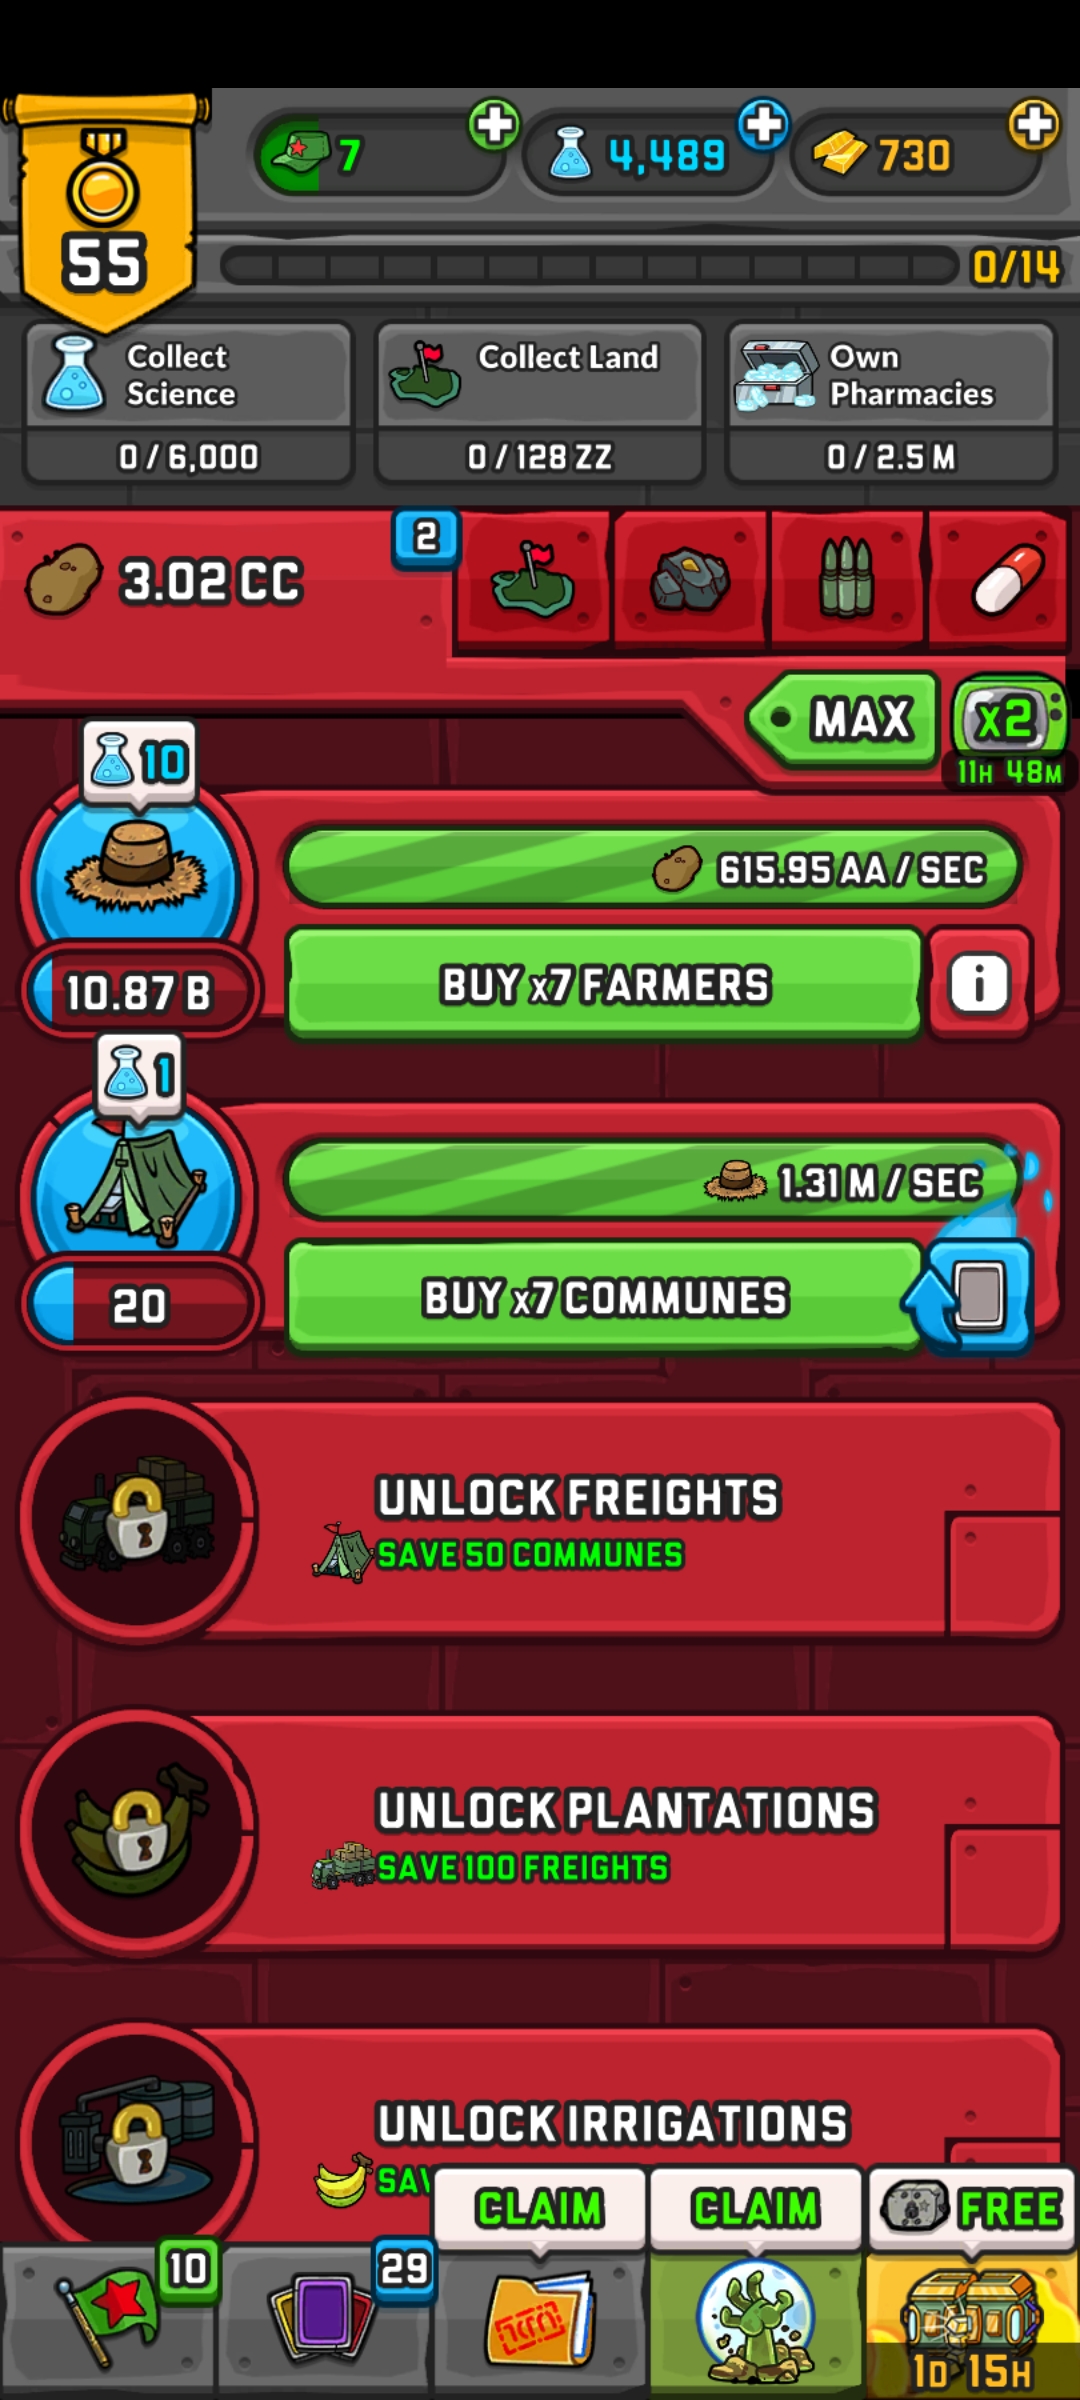 7
4,489
730
55
0/14
Collect
Science
0 / 6,000
Collect Land
0 / 128 ZZ
Own
Pharmacies
0 / 2.5 M
3.02 CC
2
MAX
x2
11H 48M
10
615.95 AA / SEC
10.87 B
BUY x7 FARMERS
i
1
1.31 M / SEC
20
BUY x7 COMMUNES
UNLOCK FREIGHTS
SAVE 50 COMMUNES
UNLOCK PLANTATIONS
SAVE 100 FREIGHTS
UNLOCK IRRIGATIONS
CLAIM
CLAIM
FREE
10
29
1D 15H